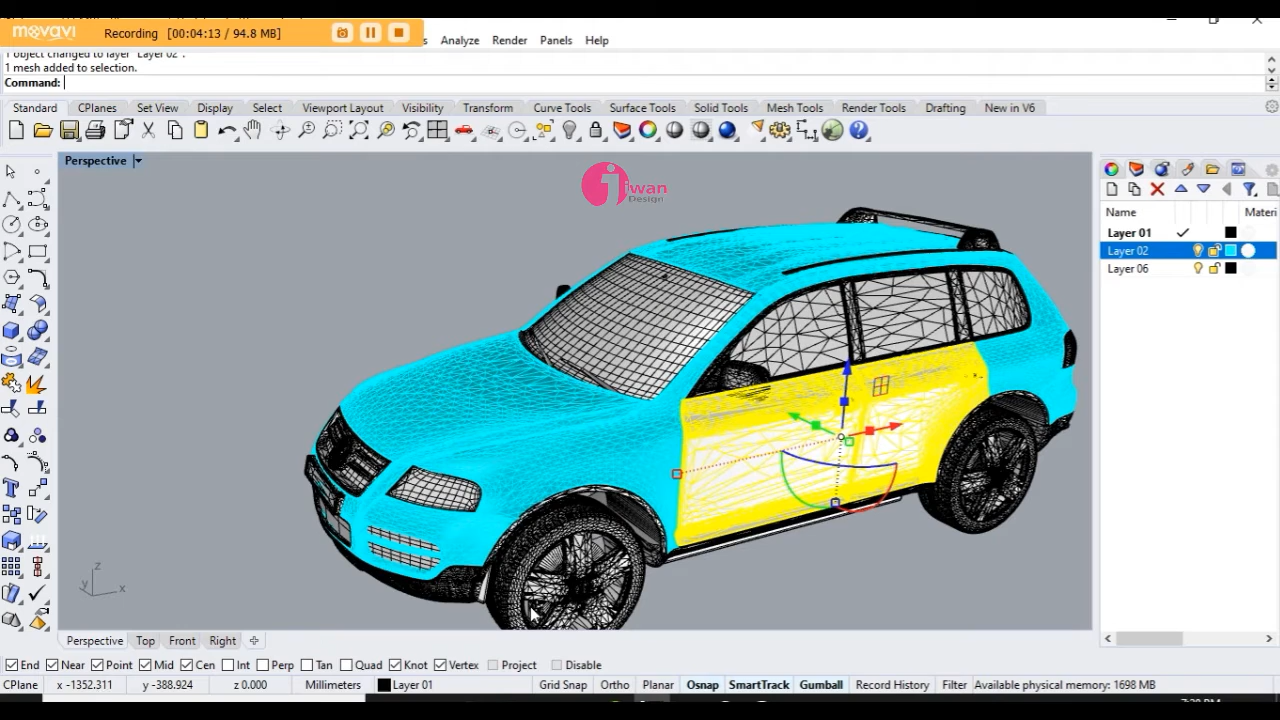 movavi
Recording [00:04:13 / 94.8 MB]
Analyze Render Panels Help
1 object changed to layer "Layer 02".
1 mesh added to selection.
Command:
Standard CPlanes Set View Display Select Viewport Layout Visibility Transform Curve Tools Surface Tools Solid Tools Mesh Tools Render Tools Drafting New in V6
Perspective
iwan
Design
Name Materi
Layer 01
Layer 02
Layer 06
z
y x
Perspective Top Front Right
End Near Point Mid Cen Int Perp Tan Quad Knot Vertex Project Disable
CPlane x -1352.311 y -388.924 z 0.000 Millimeters Layer 01 Grid Snap Ortho Planar Osnap SmartTrack Gumball Record History Filter Available physical memory: 1698 MB